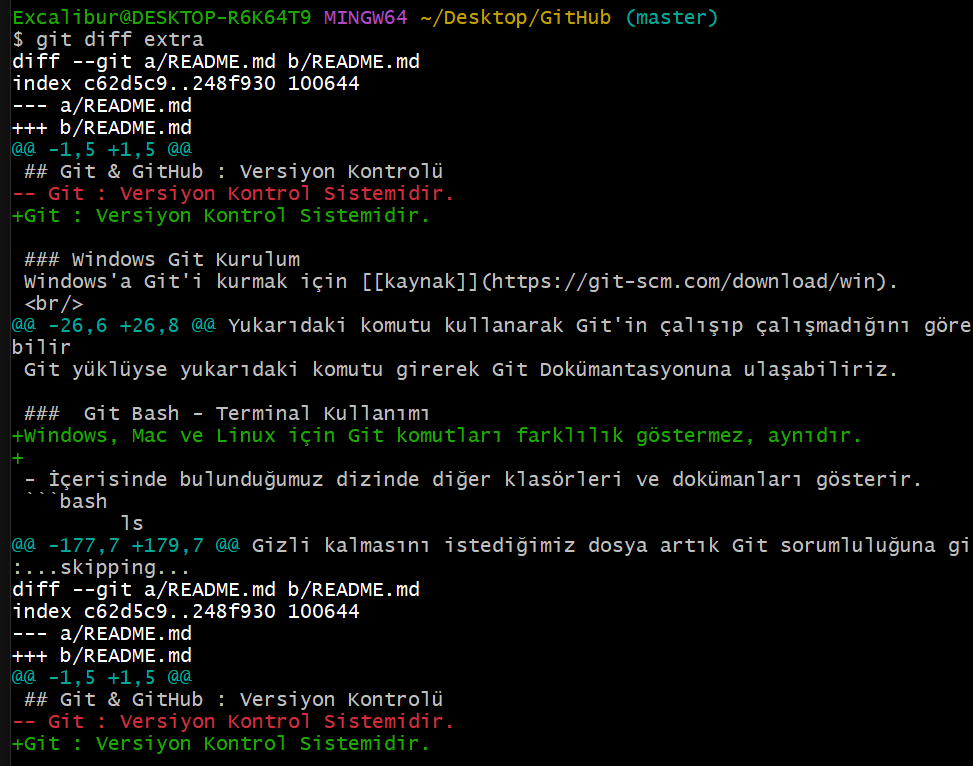 Excalibur@DESKTOP-R6K64T9 MINGW64 ~/Desktop/GitHub (master)
$ git diff extra
diff --git a/README.md b/README.md
index c62d5c9..248f930 100644
--- a/README.md
+++ b/README.md
@@ -1,5 +1,5 @@
 ## Git & GitHub : Versiyon Kontrolü
-- Git : Versiyon Kontrol Sistemidir.
+Git : Versiyon Kontrol Sistemidir.

 ### Windows Git Kurulum
 Windows'a Git'i kurmak için [[kaynak]](https://git-scm.com/download/win).
 <br/>
@@ -26,6 +26,8 @@ Yukarıdaki komutu kullanarak Git'in çalışıp çalışmadığını göre
bilir
 Git yüklüyse yukarıdaki komutu girerek Git Dokümantasyonuna ulaşabiliriz.

 ###  Git Bash - Terminal Kullanımı
+Windows, Mac ve Linux için Git komutları farklılık göstermez, aynıdır.
+
 - İçerisinde bulunduğumuz dizinde diğer klasörleri ve dokümanları gösterir.
 ```bash
         ls
@@ -177,7 +179,7 @@ Gizli kalmasını istediğimiz dosya artık Git sorumluluğuna gi
:...skipping...
diff --git a/README.md b/README.md
index c62d5c9..248f930 100644
--- a/README.md
+++ b/README.md
@@ -1,5 +1,5 @@
 ## Git & GitHub : Versiyon Kontrolü
-- Git : Versiyon Kontrol Sistemidir.
+Git : Versiyon Kontrol Sistemidir.